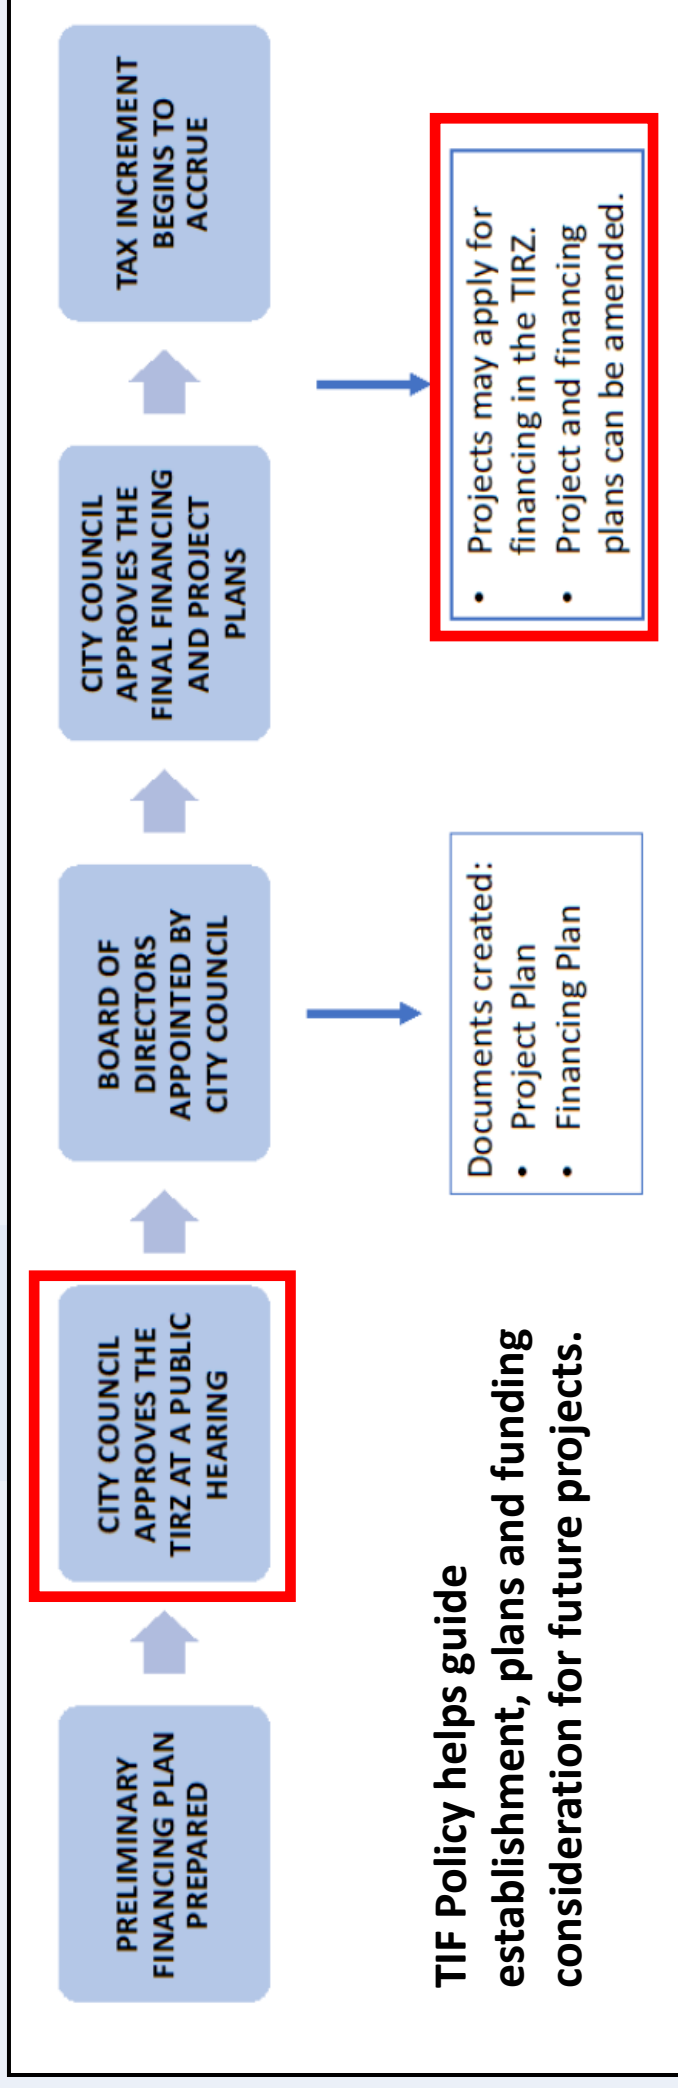 PRELIMINARY
FINANCING PLAN
PREPARED
CITY COUNCIL
APPROVES THE
TIRZ AT A PUBLIC
HEARING
BOARD OF
DIRECTORS
APPOINTED BY
CITY COUNCIL
CITY COUNCIL
APPROVES THE
FINAL FINANCING
AND PROJECT
PLANS
TAX INCREMENT
BEGINS TO
ACCRUE
TIF Policy helps guide
establishment, plans and funding
consideration for future projects.
Documents created:
• Project Plan
• Financing Plan
• Projects may apply for
financing in the TIRZ.
• Project and financing
plans can be amended.